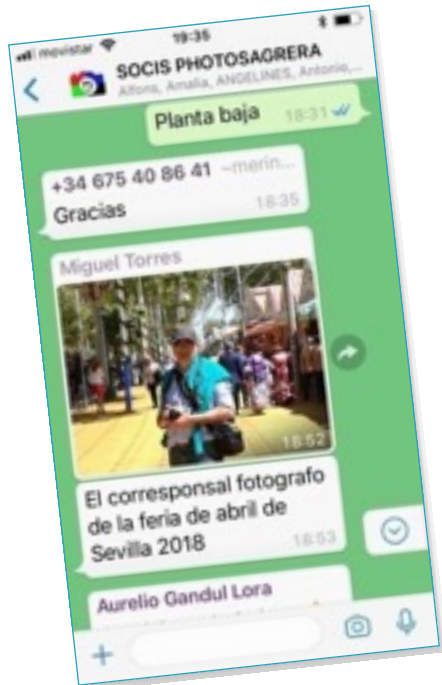 movistar 19:35
SOCIS PHOTOSAGRERA
Alfons, Amalia, ANGELINES, Antonio,...
Planta baja 18:31
+34 675 40 86 41 ~merin...
Gracias 18:35
Miguel Torres
18:52
El corresponsal fotografo
de la feria de abril de
Sevilla 2018 18:53
Aurelio Gandul Lora